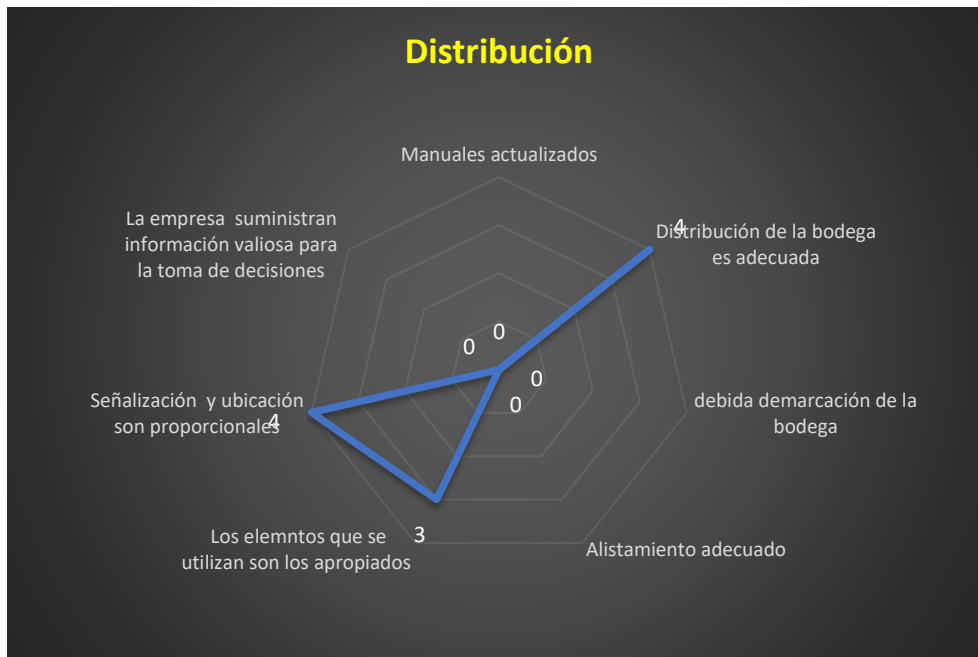 Distribución
Manuales actualizados
4
Distribución de la bodega
es adecuada
debida demarcación de la
bodega
Alistamiento adecuado
3
Los elemntos que se
utilizan son los apropiados
4
Señalización y ubicación
son proporcionales
La empresa suministran
información valiosa para
la toma de decisiones
0
0
0
0